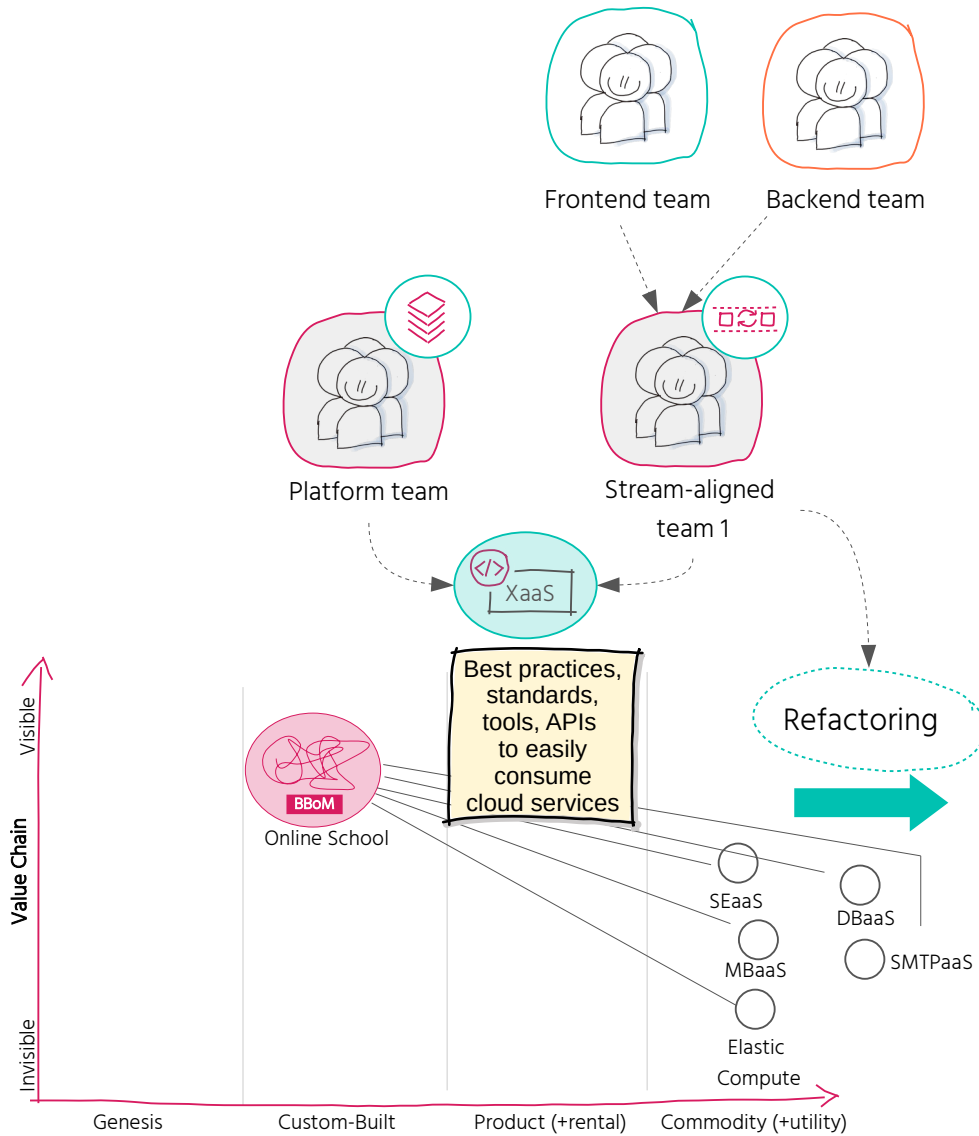 Frontend team
Backend team
Platform team
Stream-aligned
team 1
</>
XaaS
Best practices,
standards,
tools, APIs
to easily
consume
cloud services
Refactoring
Visible
Value Chain
Invisible
BBoM
Online School
SEaaS
DBaaS
MBaaS
SMTPaaS
Elastic
Compute
Genesis
Custom-Built
Product (+rental)
Commodity (+utility)